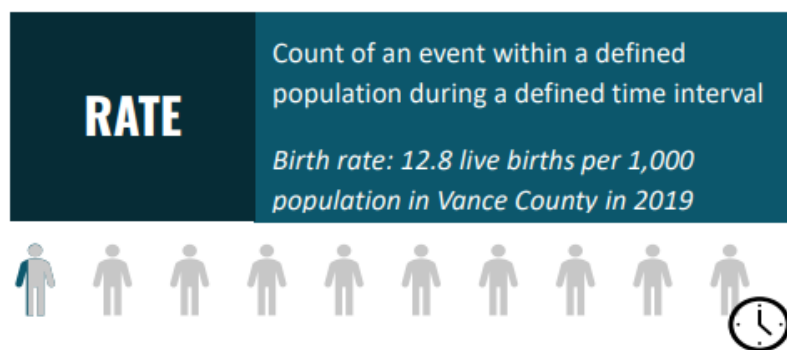 RATE
Count of an event within a defined
population during a defined time interval
Birth rate: 12.8 live births per 1,000
population in Vance County in 2019